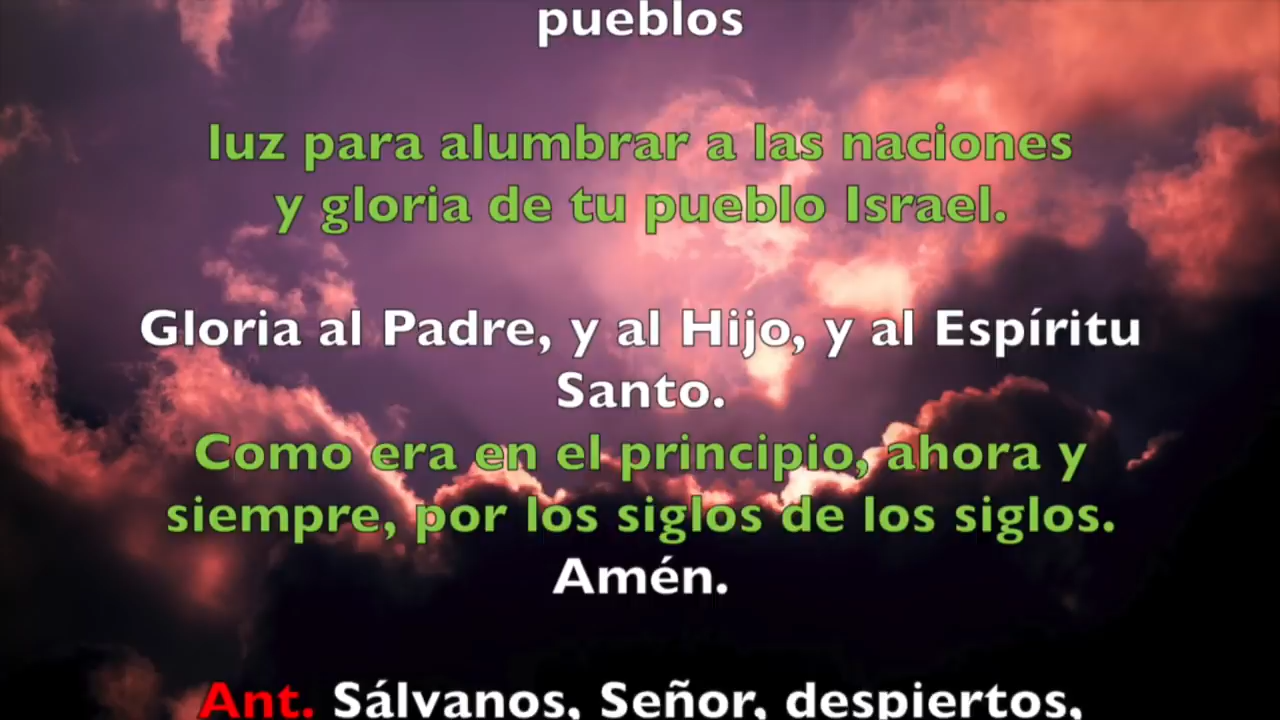 pueblos
luz para alumbrar a las naciones
y gloria de tu pueblo Israel.
Gloria al Padre, y al Hijo, y al Espíritu
Santo.
Como era en el principio, ahora y
siempre, por los siglos de los siglos.
Amén.
Ant. Sálvanos, Señor, despiertos,